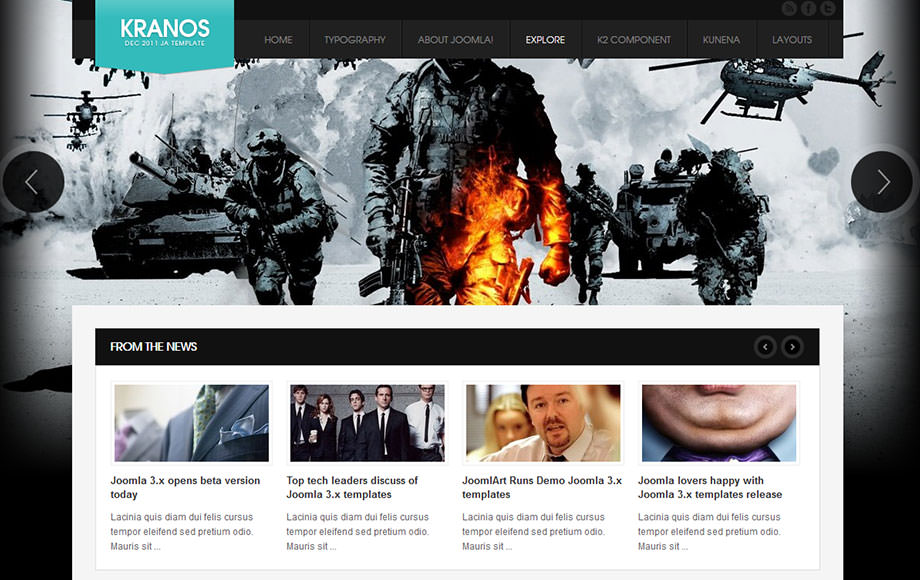 KRANOS
DEC 2011 JA TEMPLATE
HOME
TYPOGRAPHY
ABOUT JOOMLA!
EXPLORE
K2 COMPONENT
KUNENA
LAYOUTS
FROM THE NEWS
Joomla 3.x opens beta version
today
Lacinia quis diam dui felis cursus
tempor eleifend sed pretium odio.
Mauris sit ...
Top tech leaders discuss of
Joomla 3.x templates
Lacinia quis diam dui felis cursus
tempor eleifend sed pretium odio.
Mauris sit ...
JoomlArt Runs Demo Joomla 3.x
templates
Lacinia quis diam dui felis cursus
tempor eleifend sed pretium odio.
Mauris sit ...
Joomla lovers happy with
Joomla 3.x templates release
Lacinia quis diam dui felis cursus
tempor eleifend sed pretium odio.
Mauris sit ...